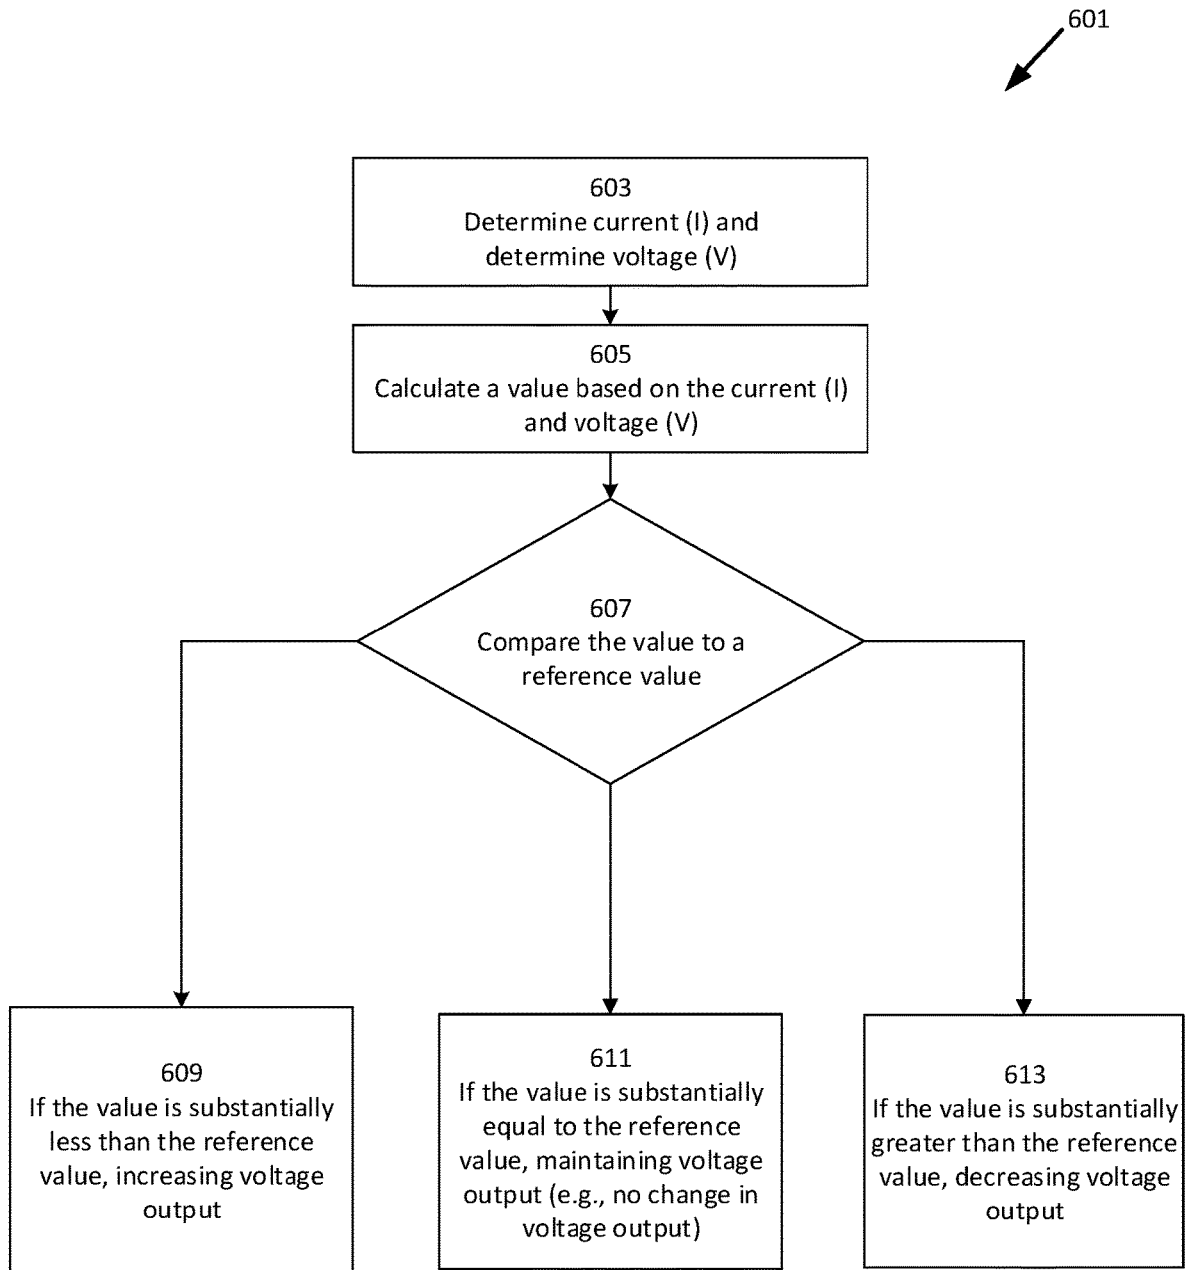 601
603
Determine current (I) and
determine voltage (V)
605
Calculate a value based on the current (I)
and voltage (V)
607
Compare the value to a
reference value
609
If the value is substantially
less than the reference
value, increasing voltage
output
611
If the value is substantially
equal to the reference
value, maintaining voltage
output (e.g., no change in
voltage output)
613
If the value is substantially
greater than the reference
value, decreasing voltage
output